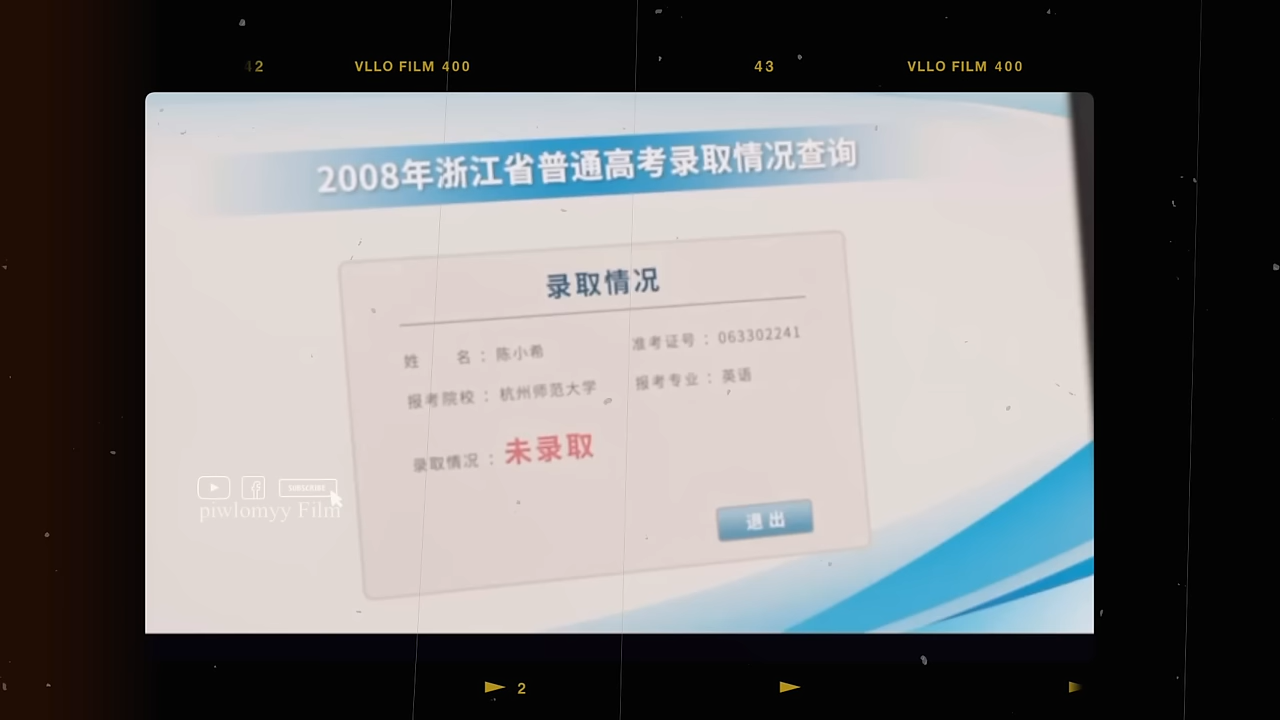 42 VLLO FILM 400 43 VLLO FILM 400
2008年浙江省普通高考录取情况查询
录取情况
姓 名：陈小希 准考证号：063302241
报考院校：杭州师范大学 报考专业：英语
录取情况：未录取
SUBSCRIBE
piwlomyy Film
退出
2